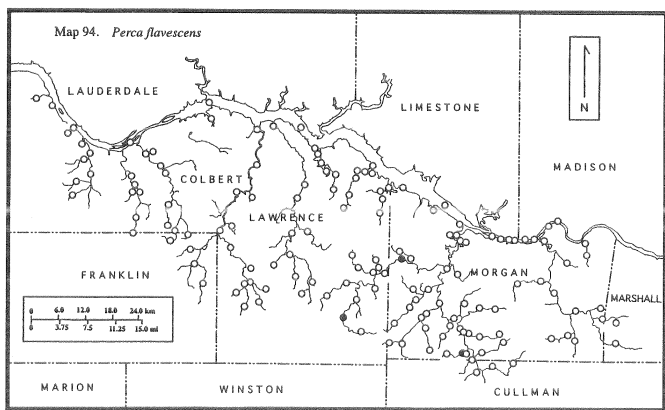 Map 94. Perca flavescens
LAUDERDALE
LIMESTONE
N
MADISON
COLBERT
LAWRENCE
FRANKLIN
MORGAN
MARSHALL
0 6.0 12.0 18.0 24.0 km
0 3.75 7.5 11.25 15.0 mi
MARION
WINSTON
CULLMAN